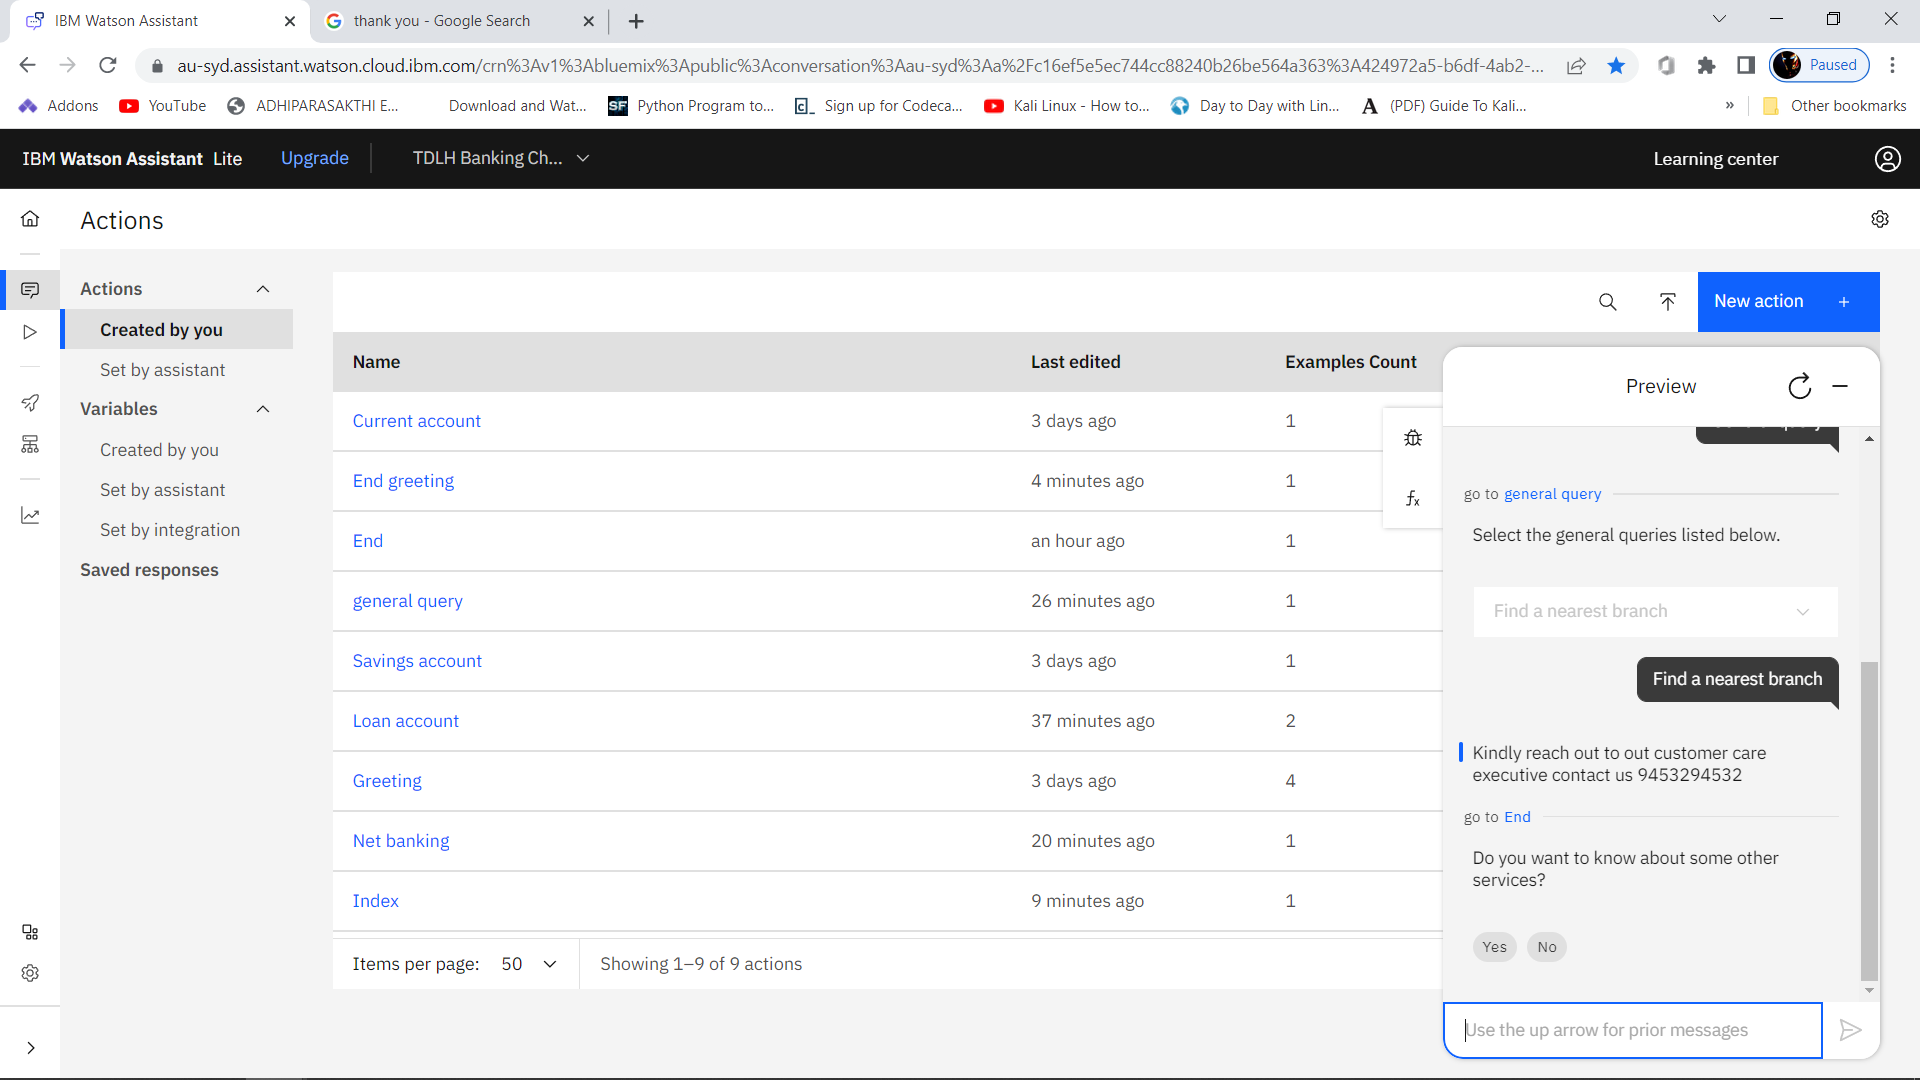 IBM Watson Assistant
thank you - Google Search
au-syd.assistant.watson.cloud.ibm.com/crn%3Av1%3Abluemix%3Apublic%3Aconversation%3Aau-syd%3Aa%2Fc16ef5e5ec744cc88240b26be564a363%3A424972a5-b6df-4ab2-...
Paused
Addons
YouTube
ADHIPARASAKTHI E...
Download and Wat...
SF Python Program to...
c_ Sign up for Codeca...
Kali Linux - How to...
Day to Day with Lin...
A (PDF) Guide To Kali...
»
Other bookmarks
IBM Watson Assistant Lite
Upgrade
TDLH Banking Ch...
Learning center
Actions
Actions
Created by you
Set by assistant
Variables
Created by you
Set by assistant
Set by integration
Saved responses
New action +
Name Last edited Examples Count
Current account 3 days ago 1
End greeting 4 minutes ago 1
End an hour ago 1
general query 26 minutes ago 1
Savings account 3 days ago 1
Loan account 37 minutes ago 2
Greeting 3 days ago 4
Net banking 20 minutes ago 1
Index 9 minutes ago 1
Items per page: 50
Showing 1–9 of 9 actions
fx
Preview
go to general query
Select the general queries listed below.
Find a nearest branch
Find a nearest branch
Kindly reach out to out customer care
executive contact us 9453294532
go to End
Do you want to know about some other
services?
Yes
No
Use the up arrow for prior messages